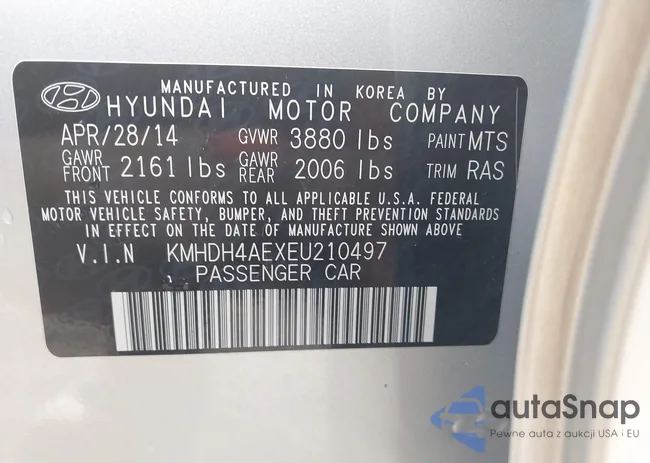 MANUFACTURED IN KOREA BY
HYUNDAI MOTOR COMPANY
APR/28/14 GVWR 3880 lbs PAINT MTS
GAWR FRONT 2161 lbs GAWR REAR 2006 lbs TRIM RAS
THIS VEHICLE CONFORMS TO ALL APPLICABLE U.S.A. FEDERAL
MOTOR VEHICLE SAFETY, BUMPER, AND THEFT PREVENTION STANDARDS
IN EFFECT ON THE DATE OF MANUFACTURE SHOWN ABOVE
V.I.N KMHDH4AEXEU210497
PASSENGER CAR
autaSnap
Pewne auta z aukcji USA i EU